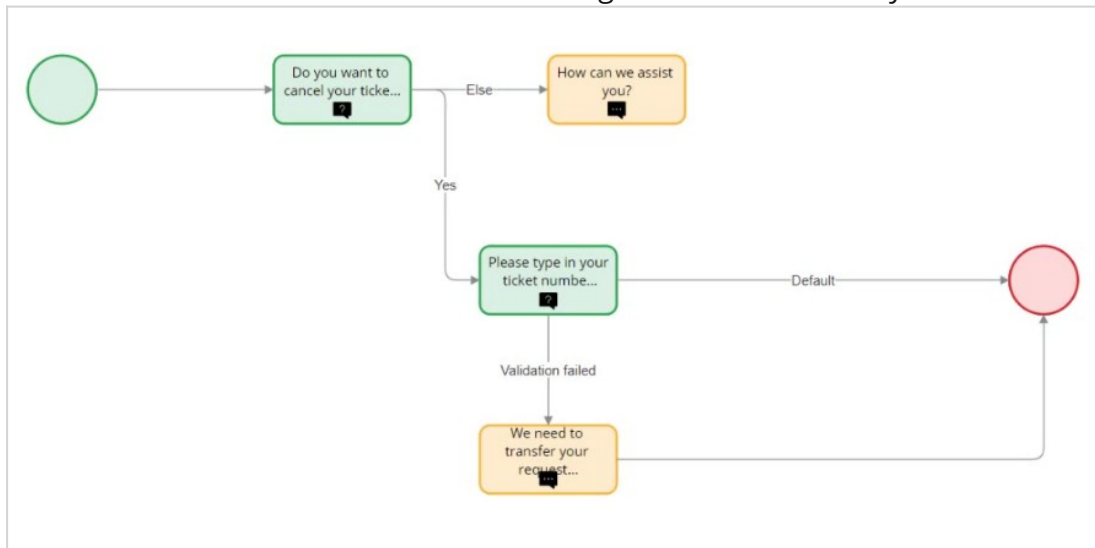 Do you want to
cancel your ticke...
?
Else
How can we assist
you?
Yes
Please type in your
ticket numbe...
?
Default
Validation failed
We need to
transfer your
request...